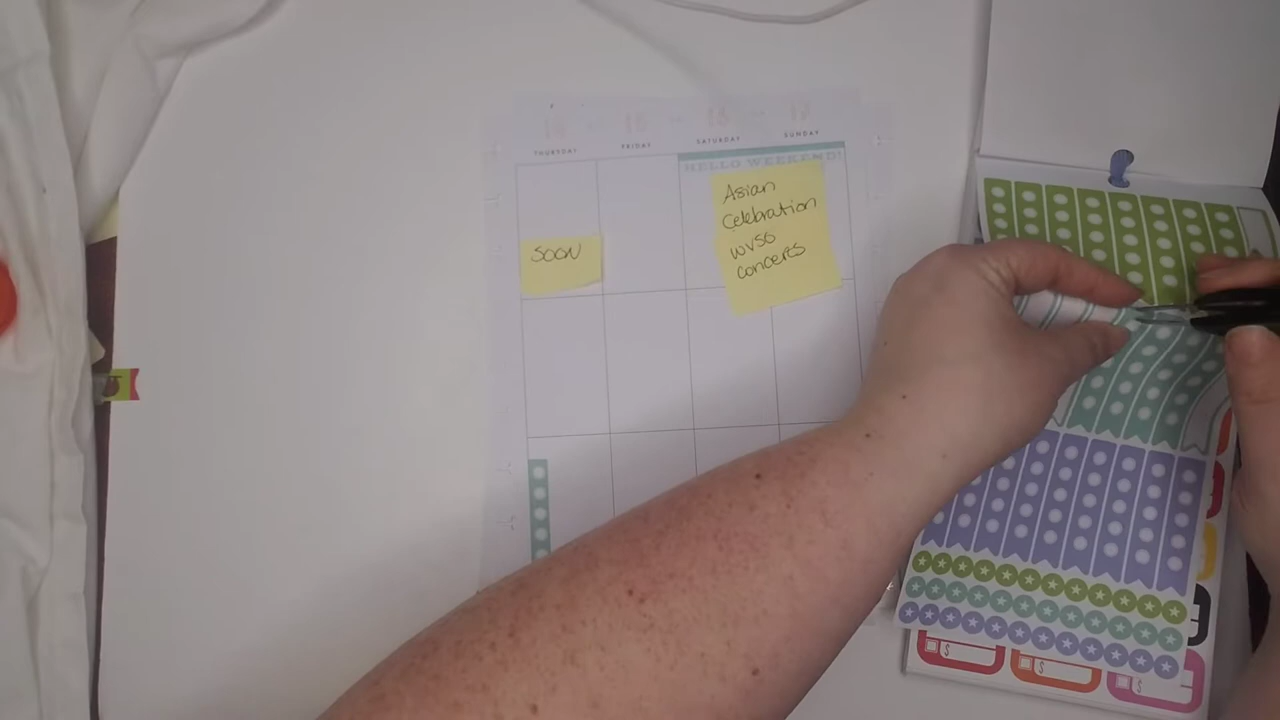 THURSDAY FRIDAY SATURDAY SUNDAY
HELLO WEEKEND!
Asian
Celebration
WVSO
concerts
SOON